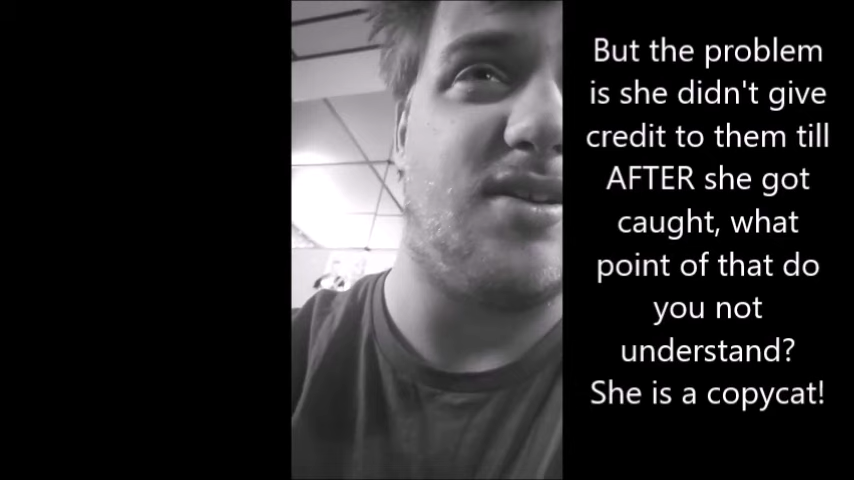 But the problem
is she didn't give
credit to them till
AFTER she got
caught, what
point of that do
you not
understand?
She is a copycat!